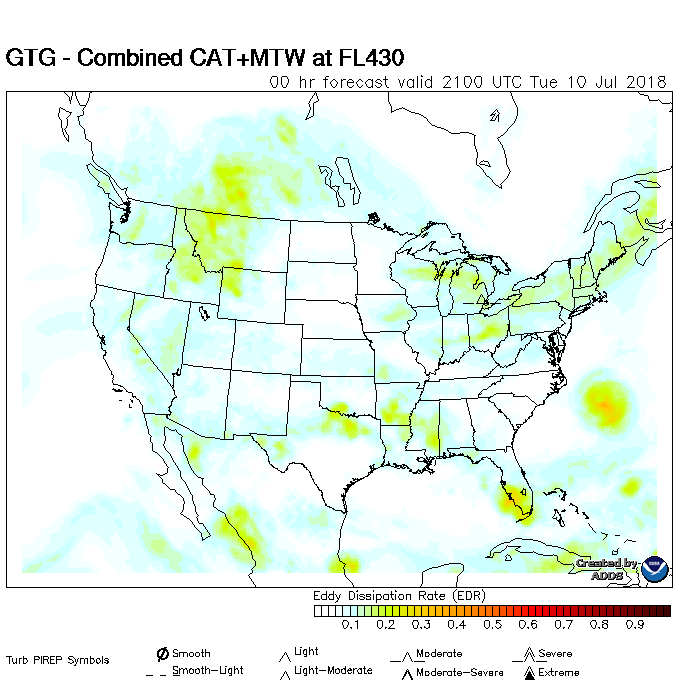 GTG - Combined CAT+MTW at FL430
00 hr forecast valid 2100 UTC Tue 10 Jul 2018
Created by
ADDS
Eddy Dissipation Rate (EDR)
0.1 0.2 0.3 0.4 0.5 0.6 0.7 0.8 0.9
Turb PIREP Symbols
Smooth Light Moderate Severe
Smooth-Light Light-Moderate Moderate-Severe Extreme